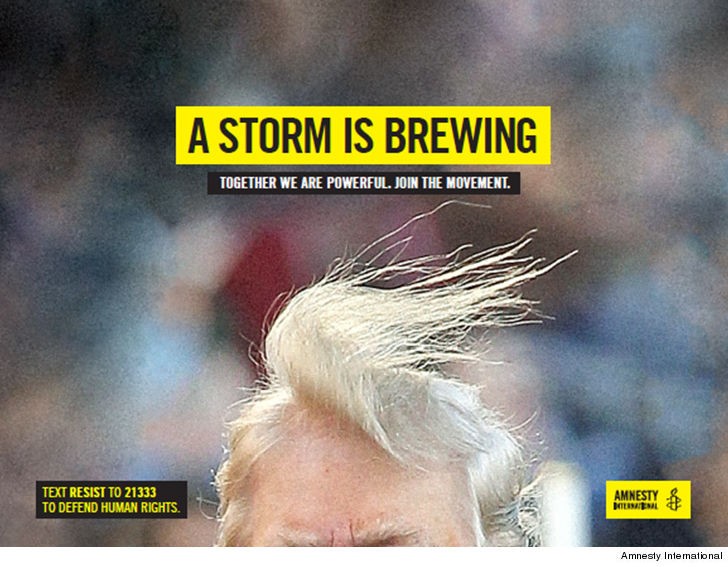 A STORM IS BREWING
TOGETHER WE ARE POWERFUL. JOIN THE MOVEMENT.
TEXT RESIST TO 21333
TO DEFEND HUMAN RIGHTS.
AMNESTY
INTERNATIONAL
Amnesty International